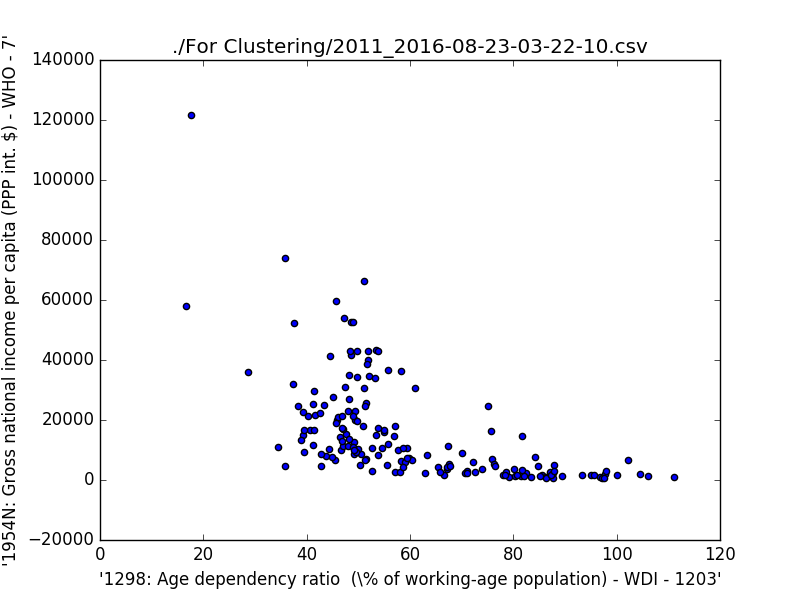 ./For Clustering/2011_2016-08-23-03-22-10.csv
'1954N: Gross national income per capita (PPP int. $) - WHO - 7'
140000
120000
100000
80000
60000
40000
20000
0
−20000
0 20 40 60 80 100 120
'1298: Age dependency ratio  (\% of working-age population) - WDI - 1203'